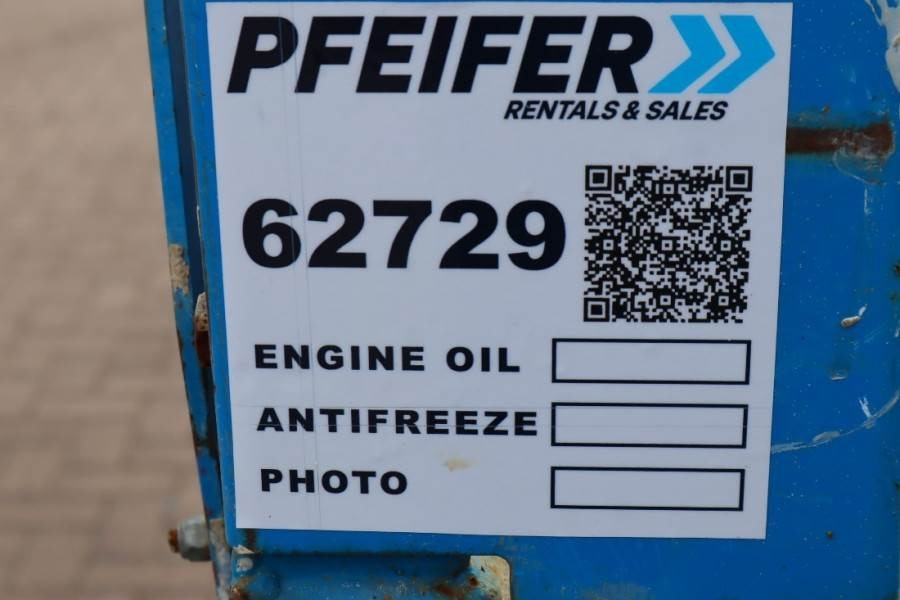 PFEIFER
RENTALS & SALES
62729
ENGINE OIL
ANTIFREEZE
PHOTO